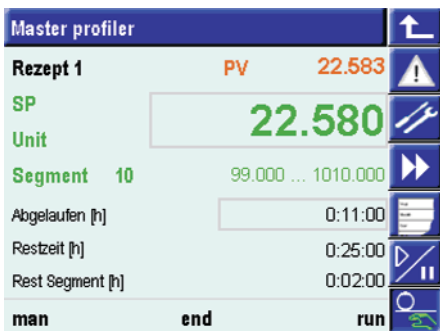 Master profiler
Rezept 1 PV 22.583
SP 22.580
Unit
Segment 10 99.000 ... 1010.000
Abgelaufen [h] 0:11:00
Restzeit [h] 0:25:00
Rest Segment [h] 0:02:00
man end run